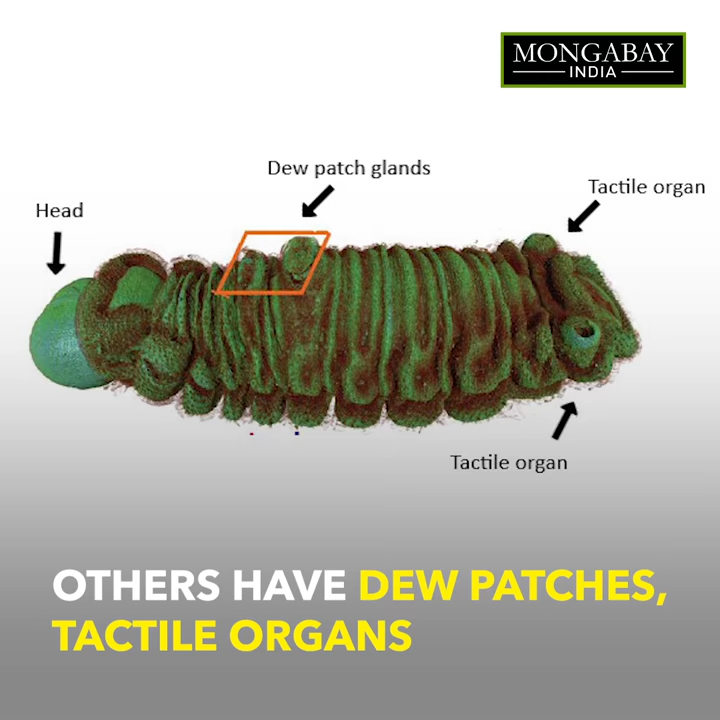 MONGABAY
INDIA
Dew patch glands
Tactile organ
Head
Tactile organ
OTHERS HAVE DEW PATCHES,
TACTILE ORGANS